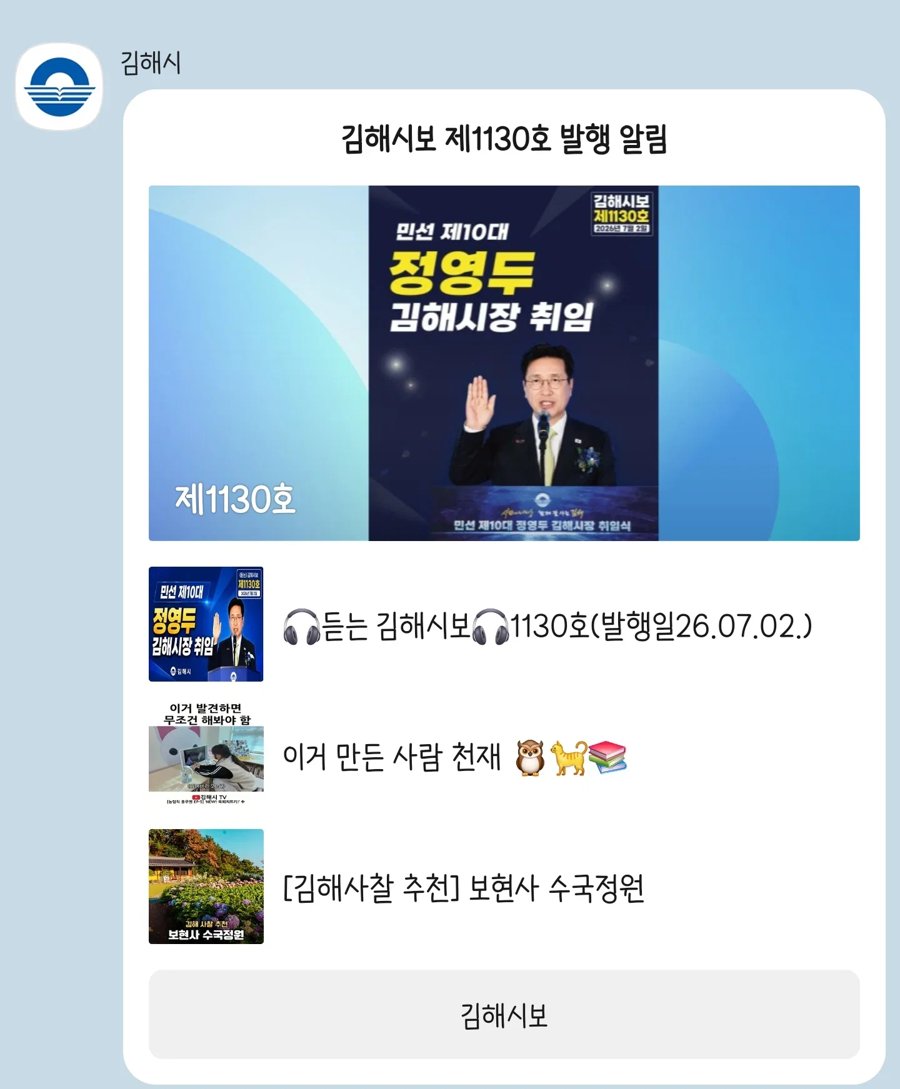 김해시
김해시보 제1130호 발행 알림
김해시보
제1130호
2026년 7월 2일
민선 제10대
정영두
김해시장 취임
제1130호
민선 제10대 정영두 김해시장 취임식
민선 제10대
제1130호
정영두
김해시장 취임
김해시
🎧듣는 김해시보🎧1130호(발행일26.07.02.)
이거 발견하면
무조건 해봐야 함
김해시 TV
이거 만든 사람 천재 🦉🐈📚
김해 사찰 추천
보현사 수국정원
[김해사찰 추천] 보현사 수국정원
김해시보